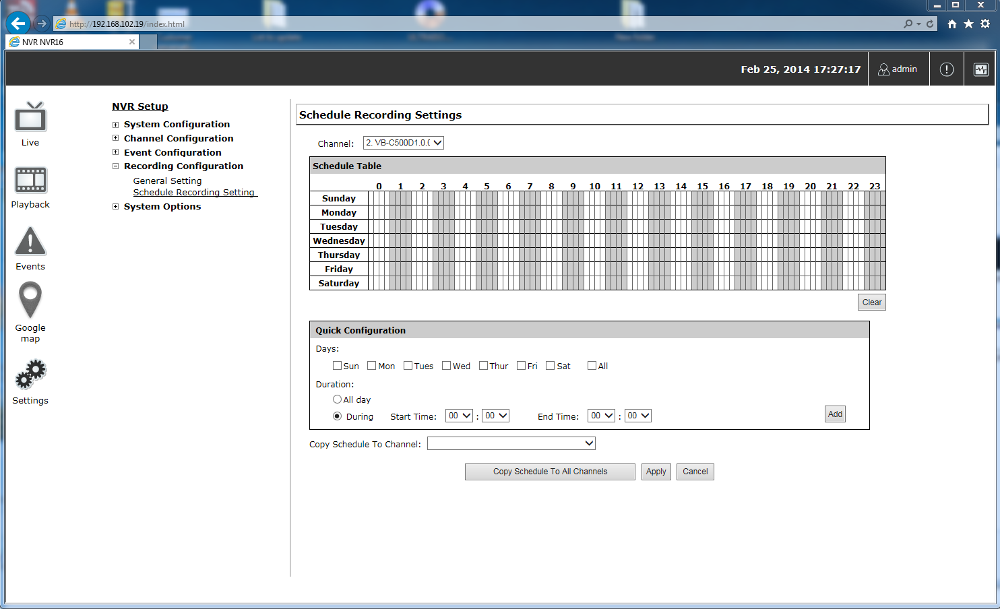 http://192.168.102.19/index.html
NVR NVR16
Feb 25, 2014 17:27:17 admin
Live
Playback
Events
Google
map
Settings
NVR Setup
System Configuration
Channel Configuration
Event Configuration
Recording Configuration
General Setting
Schedule Recording Setting
System Options
Schedule Recording Settings
Channel: 2. VB-C500D1.0.0
Schedule Table
0 1 2 3 4 5 6 7 8 9 10 11 12 13 14 15 16 17 18 19 20 21 22 23
Sunday
Monday
Tuesday
Wednesday
Thursday
Friday
Saturday
Clear
Quick Configuration
Days:
Sun Mon Tues Wed Thur Fri Sat All
Duration:
All day
During Start Time: 00 : 00 End Time: 00 : 00 Add
Copy Schedule To Channel:
Copy Schedule To All Channels Apply Cancel